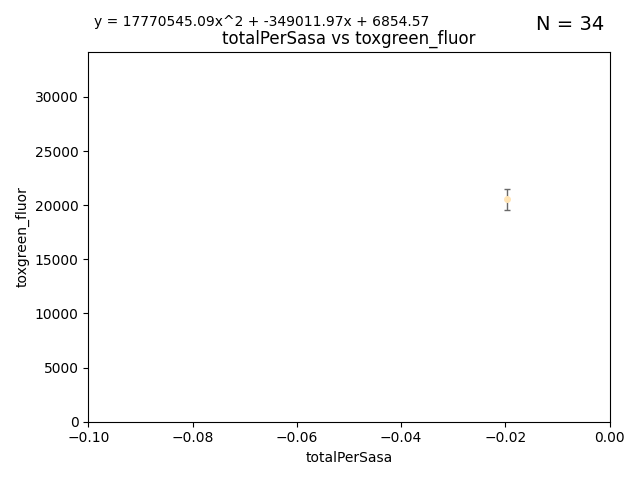 y = 17770545.09x^2 + -349011.97x + 6854.57
N = 34
totalPerSasa vs toxgreen_fluor
30000
25000
20000
15000
10000
5000
0
toxgreen_fluor
−0.10
−0.08
−0.06
−0.04
−0.02
0.00
totalPerSasa